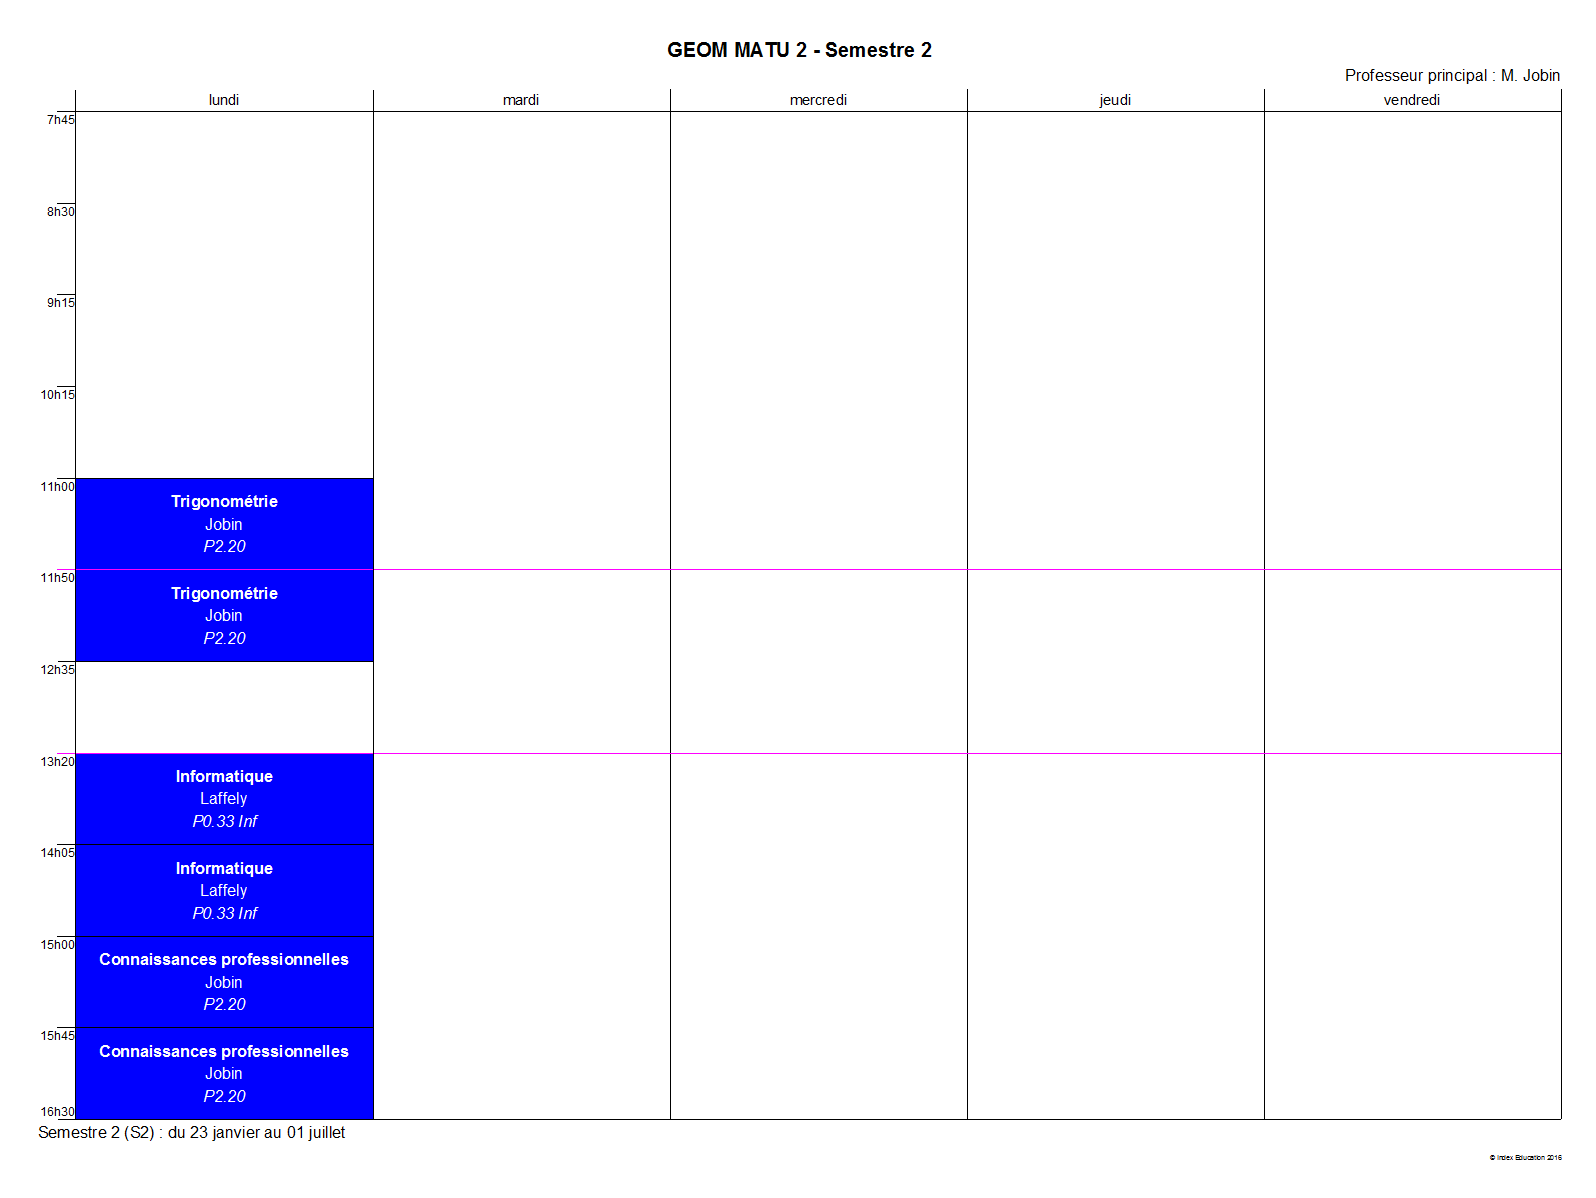 GEOM MATU 2 - Semestre 2
Professeur principal : M. Jobin
lundi mardi mercredi jeudi vendredi
7h45
8h30
9h15
10h15
11h00
Trigonométrie
Jobin
P2.20
11h50
Trigonométrie
Jobin
P2.20
12h35
13h20
Informatique
Laffely
P0.33 Inf
14h05
Informatique
Laffely
P0.33 Inf
15h00
Connaissances professionnelles
Jobin
P2.20
15h45
Connaissances professionnelles
Jobin
P2.20
16h30
Semestre 2 (S2) : du 23 janvier au 01 juillet
© Index Education 2016